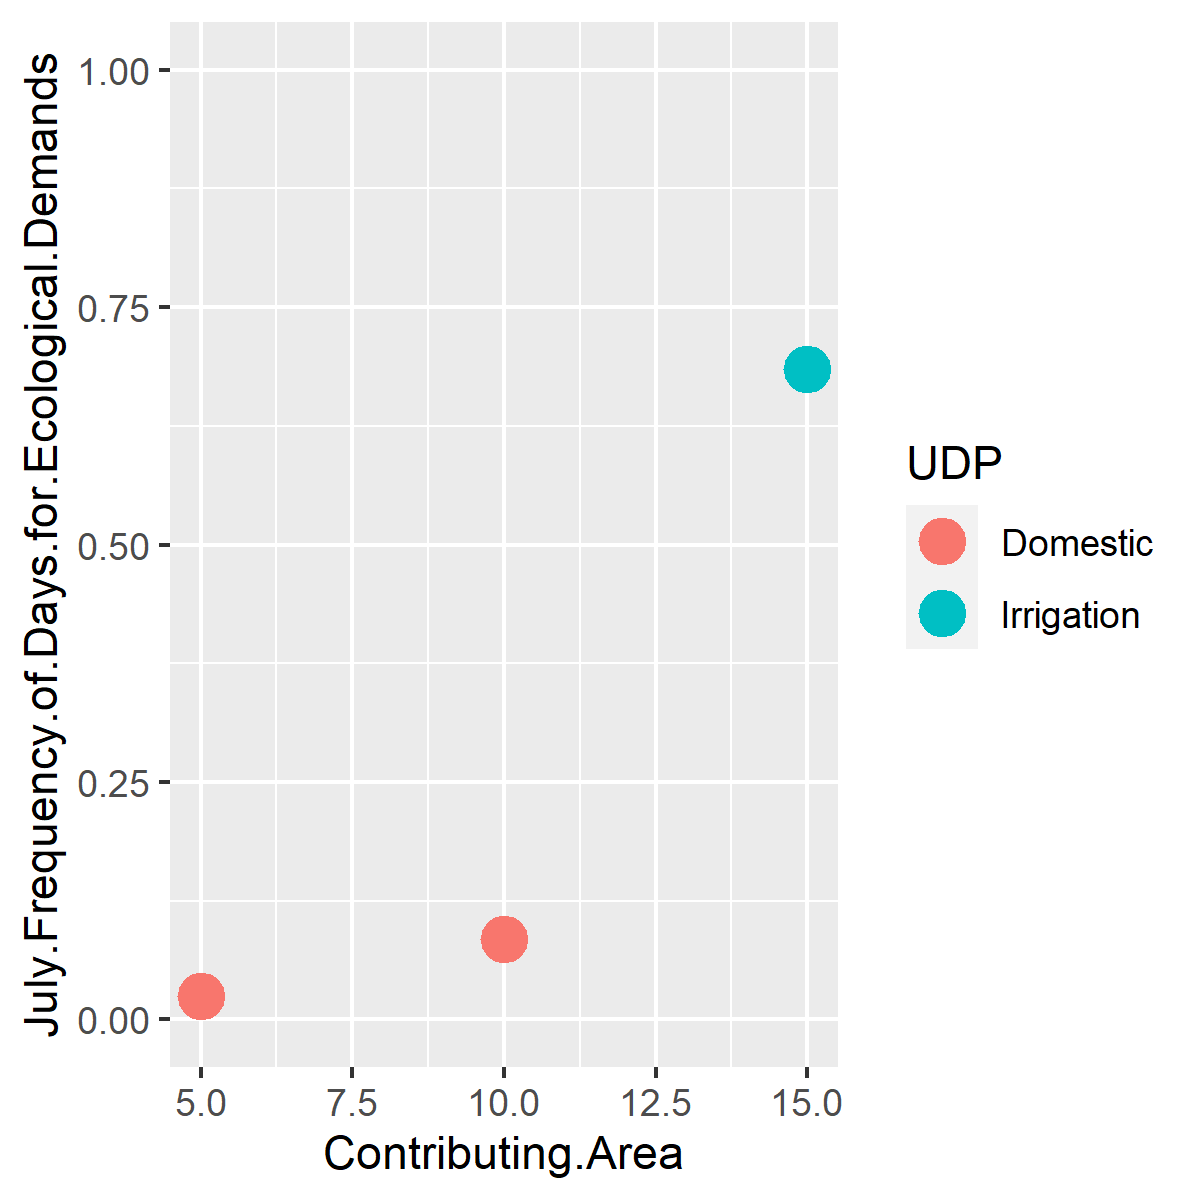 July.Frequency.of.Days.for.Ecological.Demands
1.00
0.75
0.50
0.25
0.00
5.0 7.5 10.0 12.5 15.0
Contributing.Area
UDP
Domestic
Irrigation